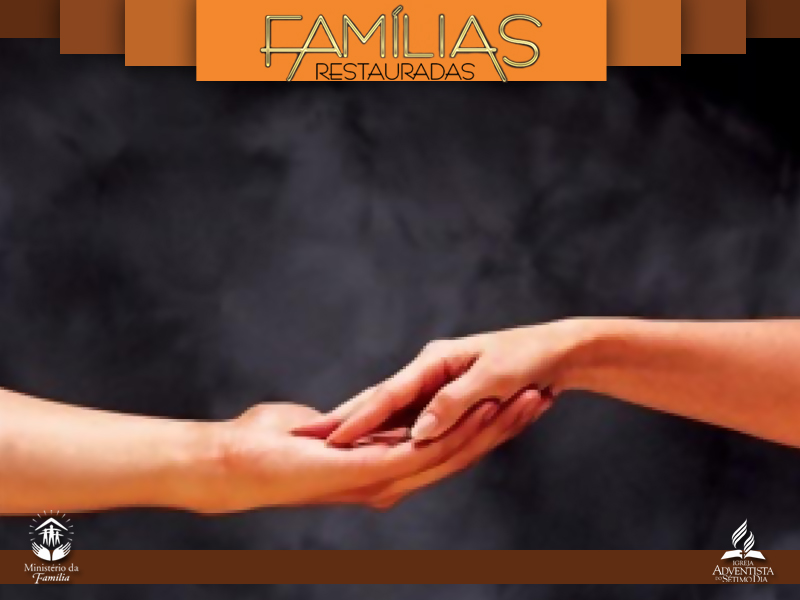 FAMÍLIAS
RESTAURADAS
Ministério da
Família
IGREJA
ADVENTISTA
DO SÉTIMO DIA